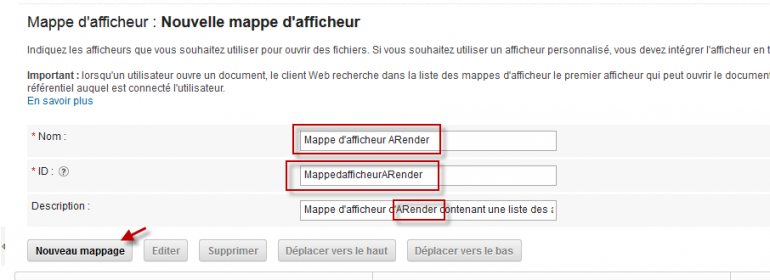 Mappe d'afficheur : Nouvelle mappe d'afficheur
Indiquez les afficheurs que vous souhaitez utiliser pour ouvrir des fichiers. Si vous souhaitez utiliser un afficheur personnalisé, vous devez intégrer l'afficheur en t
Important : lorsqu'un utilisateur ouvre un document, le client Web recherche dans la liste des mappes d'afficheur le premier afficheur qui peut ouvrir le document
référentiel auquel est connecté l'utilisateur.
En savoir plus
* Nom : Mappe d'afficheur ARender
* ID : ? MappedafficheurARender
Description : Mappe d'afficheur d'ARender contenant une liste des a
Nouveau mappage Editer Supprimer Déplacer vers le haut Déplacer vers le bas